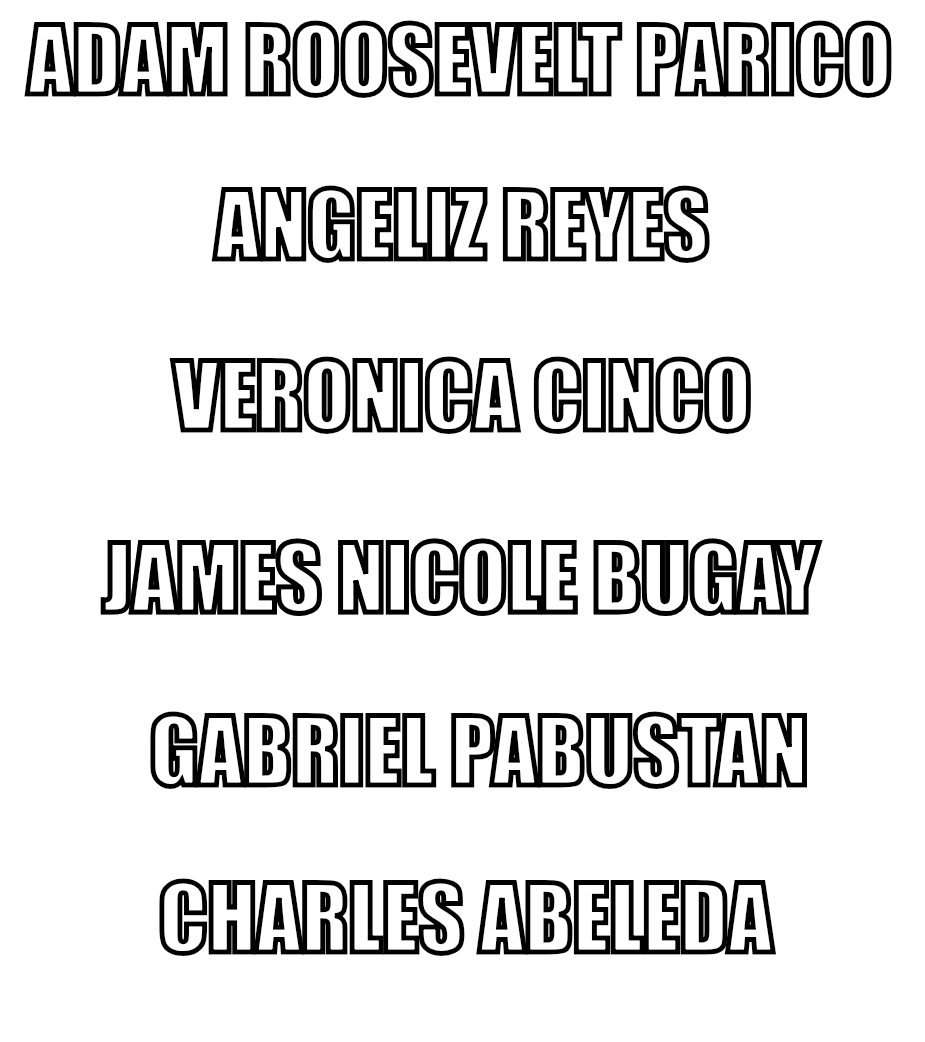 ADAM ROOSEVELT PARICO
ANGELIZ REYES
VERONICA CINCO
JAMES NICOLE BUGAY
GABRIEL PABUSTAN
CHARLES ABELEDA